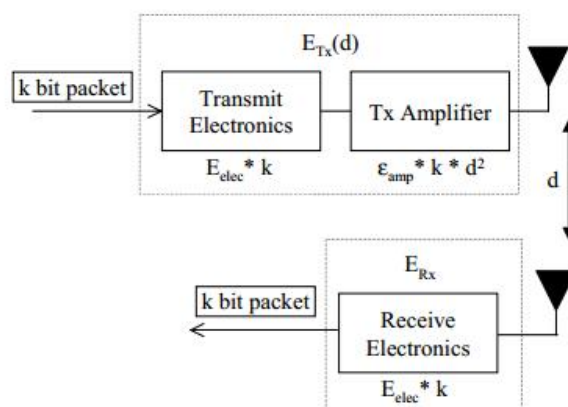 E_Tx(d)
k bit packet
Transmit
Electronics
Tx Amplifier
E_elec* k
ε_amp* k * d²
d
E_Rx
k bit packet
Receive
Electronics
E_elec* k